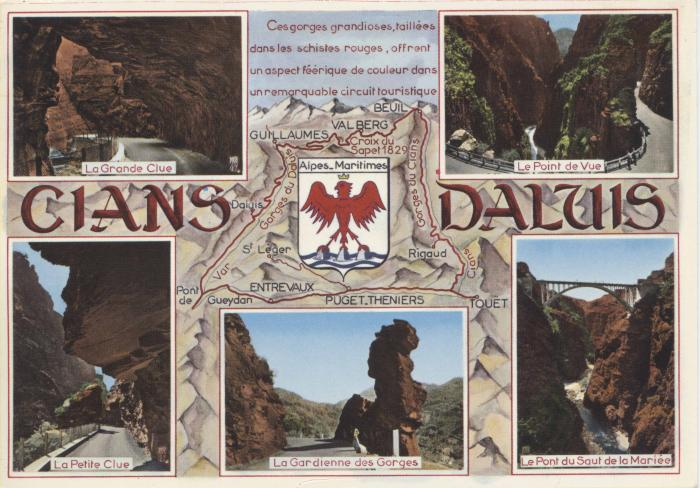 Ces gorges grandioses, taillées
dans les schistes rouges, offrent
un aspect féérique de couleur dans
un remarquable circuit touristique
La Grande Clue
BEUIL
VALBERG
GUILLAUMES
Croix du
Sapet 1829
Alpes-Maritimes
Le Point de Vue
CIANS
DALUIS
Daluis
Gorges du Daluis
Gorges du Cians
St Léger
Rigaud
Cians
Var
Pont
de Gueydan
ENTREVAUX
PUGET-THENIERS
TOUËT
La Petite Clue
La Gardienne des Gorges
Le Pont du Saut de la Mariée